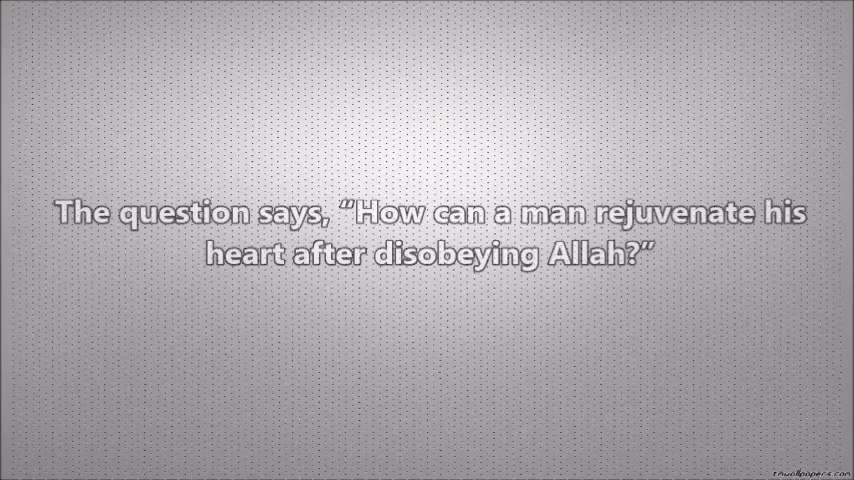 The question says, “How can a man rejuvenate his
heart after disobeying Allah?”